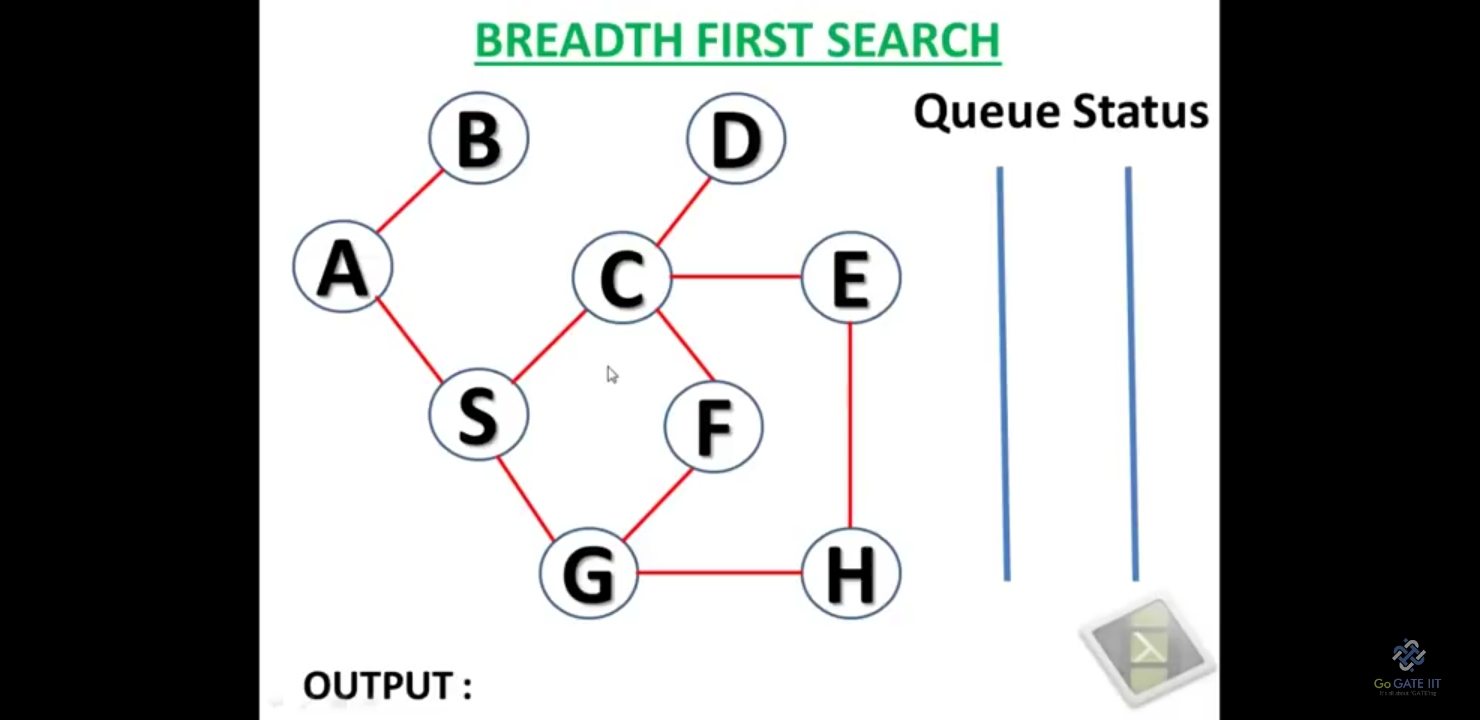 BREADTH FIRST SEARCH
Queue Status
B
D
A
C
E
S
F
G
H
OUTPUT :
Go GATE IIT